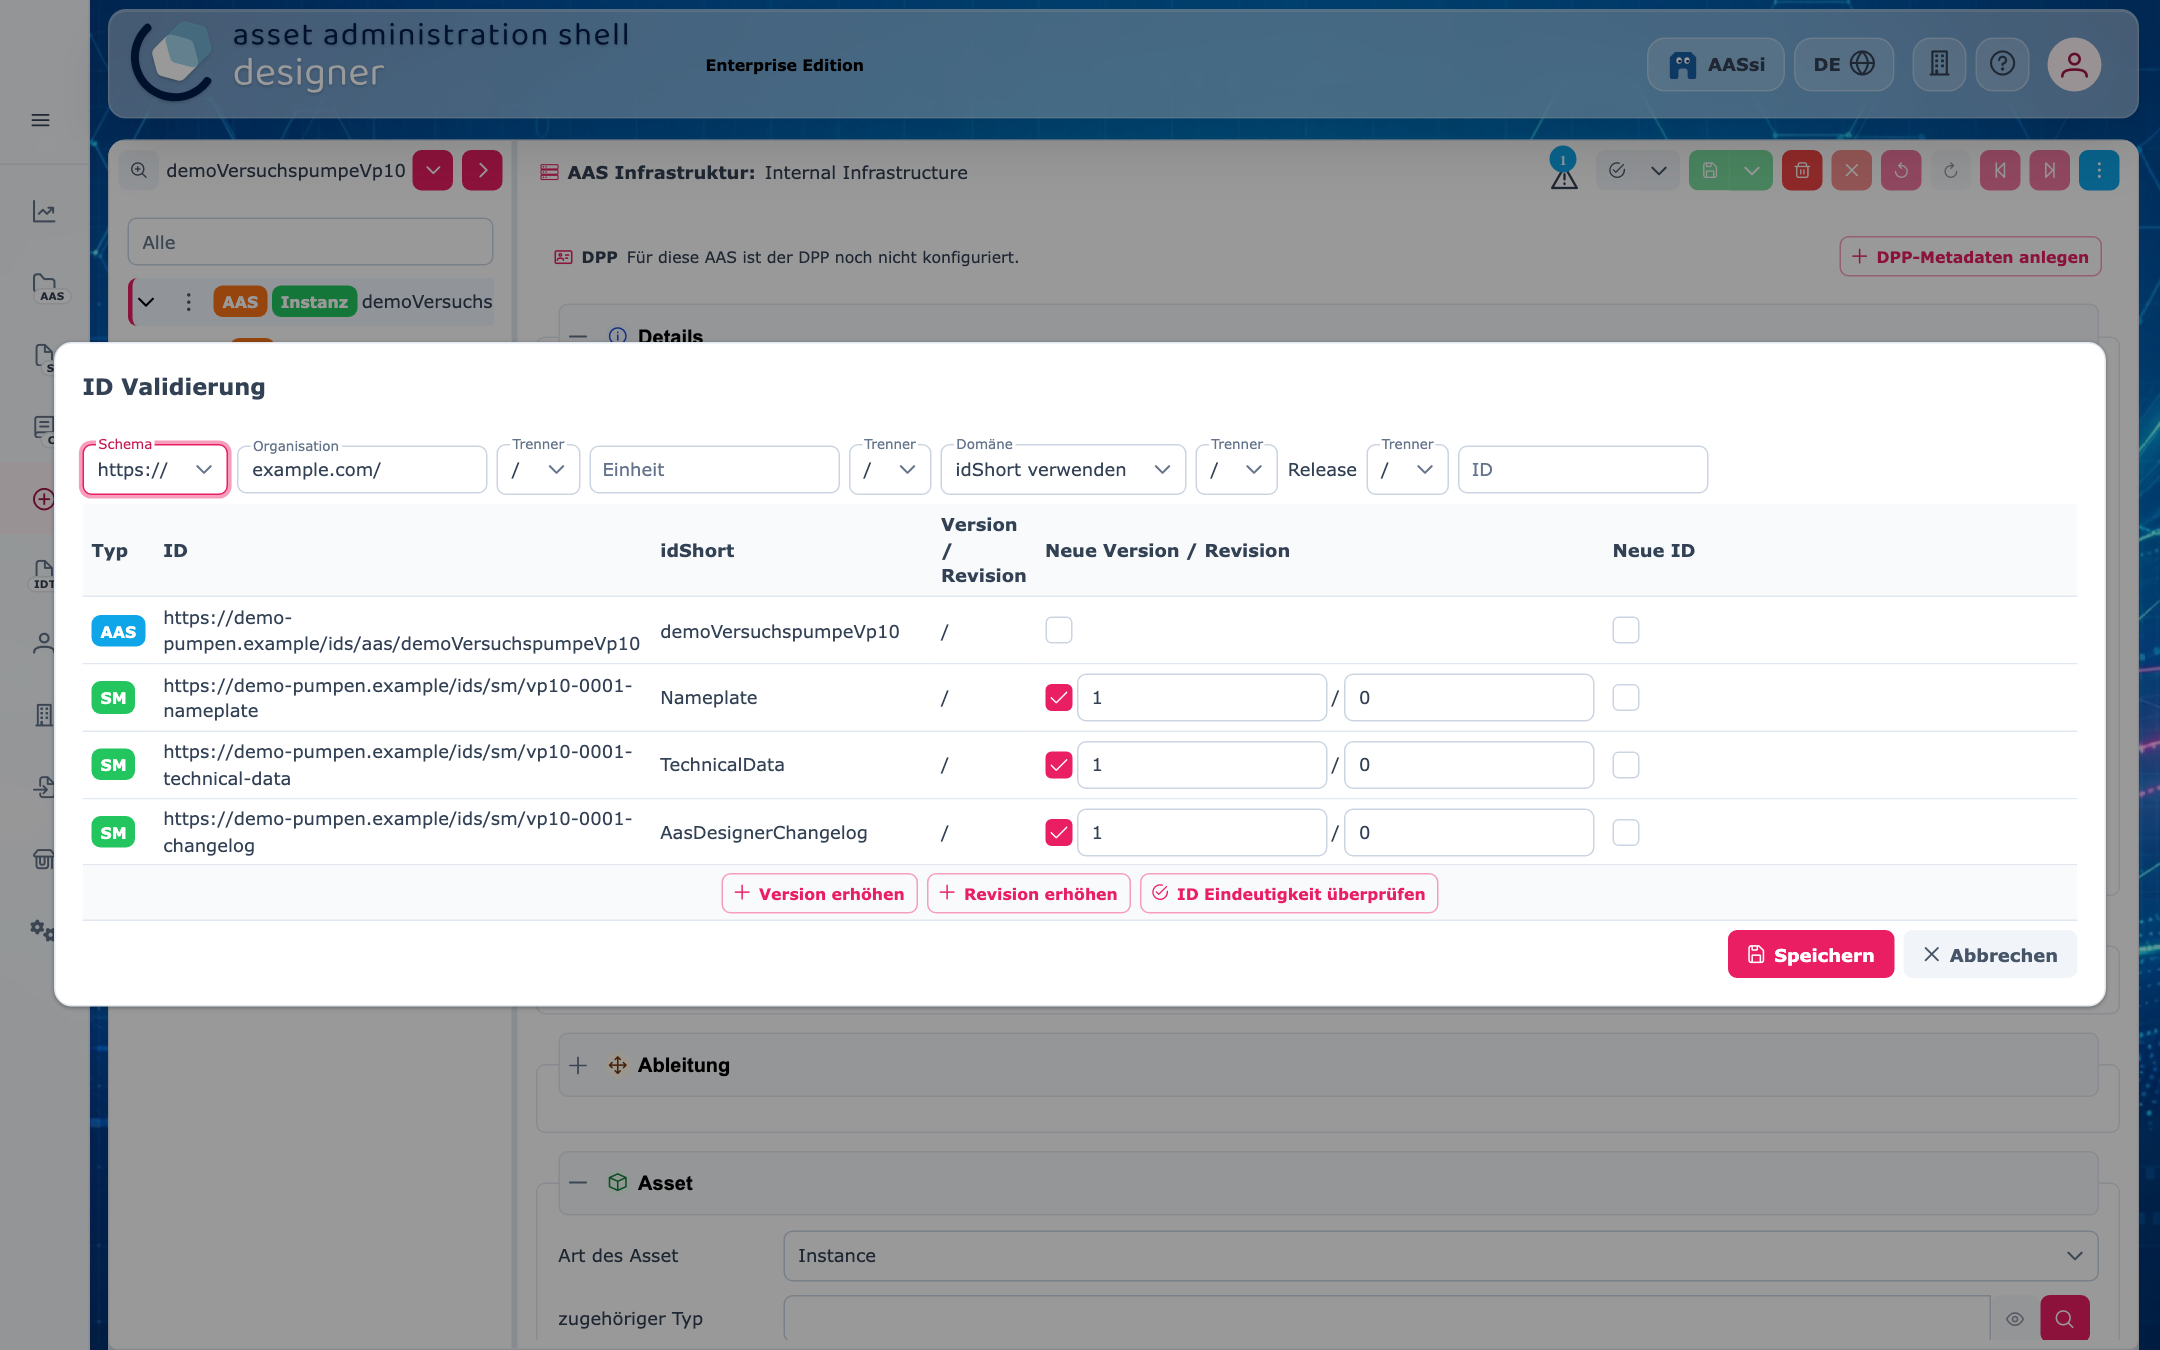 asset administration shell
designer
Enterprise Edition
AASsi
DE
demoVersuchspumpeVp10
AAS Infrastruktur: Internal Infrastructure
1
Alle
DPP Für diese AAS ist der DPP noch nicht konfiguriert.
DPP-Metadaten anlegen
AAS
AAS Instanz demoVersuchs
Details
ID Validierung
Schema
https://
Organisation
example.com/
Trenner
/
Einheit
Trenner
/
Domäne
idShort verwenden
Trenner
/
Release
Trenner
/
ID
Typ
ID
idShort
Version
/
Revision
Neue Version / Revision
Neue ID
AAS
https://demo-
pumpen.example/ids/aas/demoVersuchspumpeVp10
demoVersuchspumpeVp10
/
SM
https://demo-pumpen.example/ids/sm/vp10-0001-
nameplate
Nameplate
/
1 / 0
SM
https://demo-pumpen.example/ids/sm/vp10-0001-
technical-data
TechnicalData
/
1 / 0
SM
https://demo-pumpen.example/ids/sm/vp10-0001-
changelog
AasDesignerChangelog
/
1 / 0
Version erhöhen
Revision erhöhen
ID Eindeutigkeit überprüfen
Speichern
Abbrechen
Ableitung
Asset
Art des Asset
Instance
zugehöriger Typ